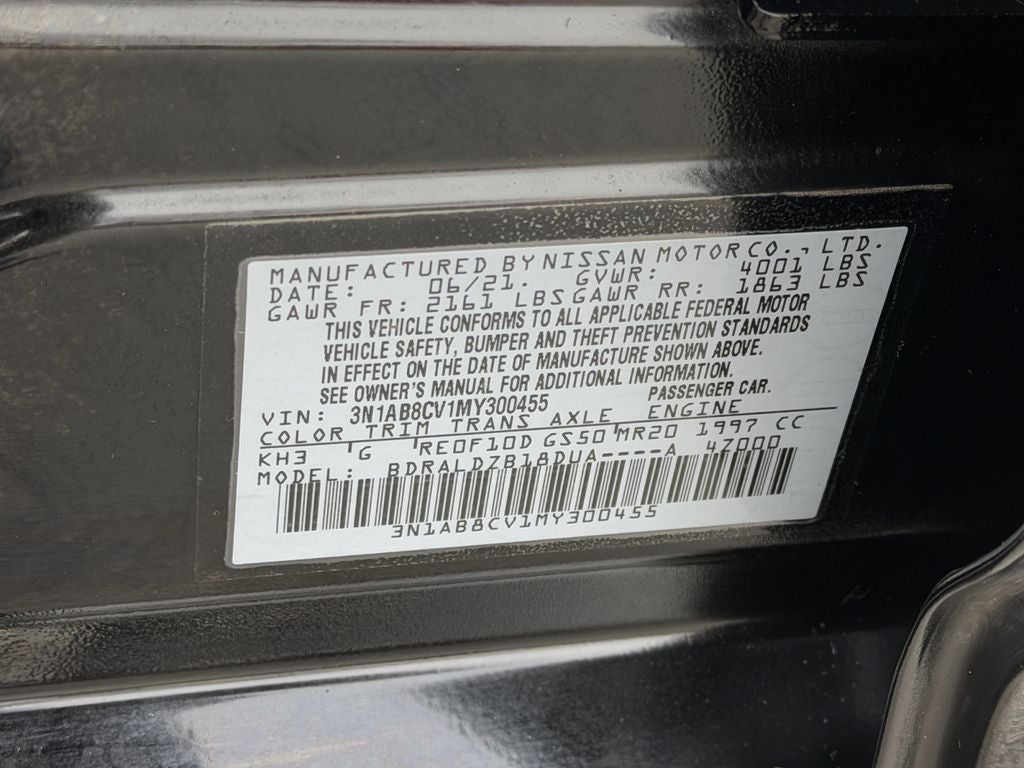 MANUFACTURED BY NISSAN MOTOR CO., LTD.
DATE: 06/21. GVWR: 4001 LBS
GAWR FR: 2161 LBS GAWR RR: 1863 LBS
THIS VEHICLE CONFORMS TO ALL APPLICABLE FEDERAL MOTOR
VEHICLE SAFETY, BUMPER AND THEFT PREVENTION STANDARDS
IN EFFECT ON THE DATE OF MANUFACTURE SHOWN ABOVE.
SEE OWNER'S MANUAL FOR ADDITIONAL INFORMATION.
VIN: 3N1AB8CV1MY300455 PASSENGER CAR.
COLOR TRIM TRANS AXLE ENGINE
KH3 G RE0F10D GS50 MR20 1997 CC
MODEL: BDRALDZB18DUA----A 4Z000
3N1AB8CV1MY300455